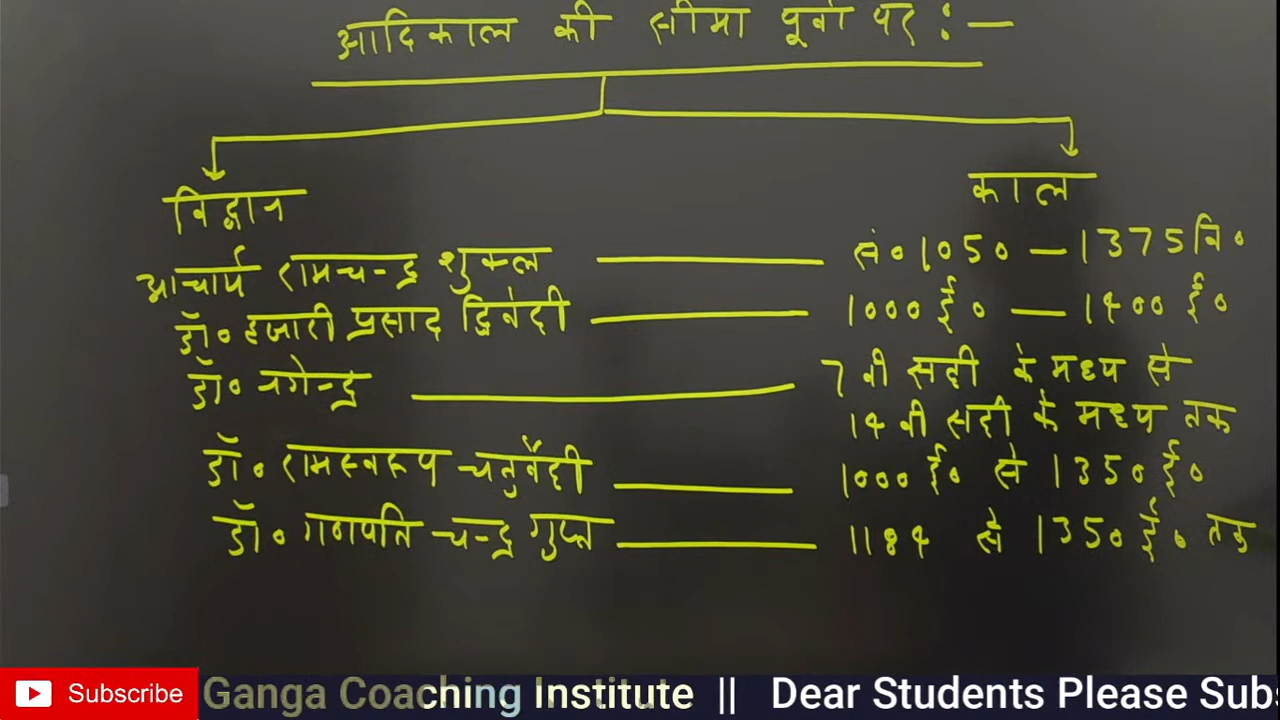 आदिकाल की सीमा पूर्वा पर :—
विद्वान काल
आचार्य रामचन्द्र शुक्ल — सं० 1050 — 1375 वि०
डॉ० हजारी प्रसाद द्विवेदी — 1000 ई० — 1400 ई०
डॉ० नगेन्द्र — 7 वी सदी के मध्य से
14 वी सदी के मध्य तक
डॉ० रामस्वरूप चतुर्वेदी — 1000 ई० से 1350 ई०
डॉ० गणपति चन्द्र गुप्त — 1184 से 1350 ई० तक
Subscribe Ganga Coaching Institute || Dear Students Please Subs